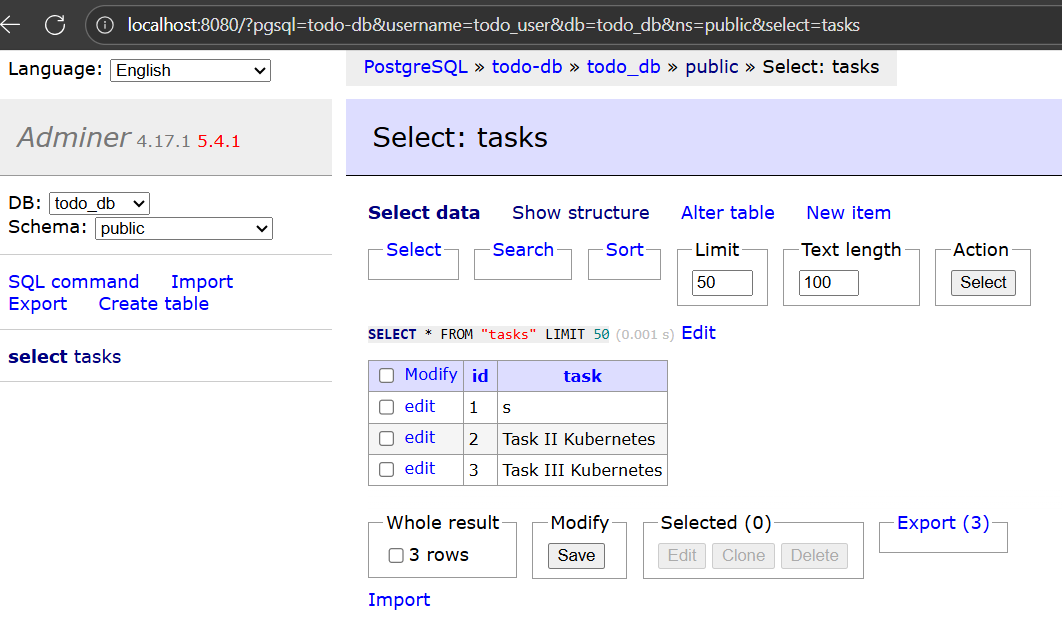 localhost:8080/?pgsql=todo-db&username=todo_user&db=todo_db&ns=public&select=tasks
Language: English
PostgreSQL » todo-db » todo_db » public » Select: tasks
Adminer 4.17.1 5.4.1
Select: tasks
DB: todo_db
Schema: public
SQL command Import
Export Create table
select tasks
Select data Show structure Alter table New item
Select Search Sort Limit Text length Action
50 100 Select
SELECT * FROM "tasks" LIMIT 50 (0.001 s) Edit
Modify id task
edit 1 s
edit 2 Task II Kubernetes
edit 3 Task III Kubernetes
Whole result Modify Selected (0) Export (3)
3 rows Save Edit Clone Delete
Import